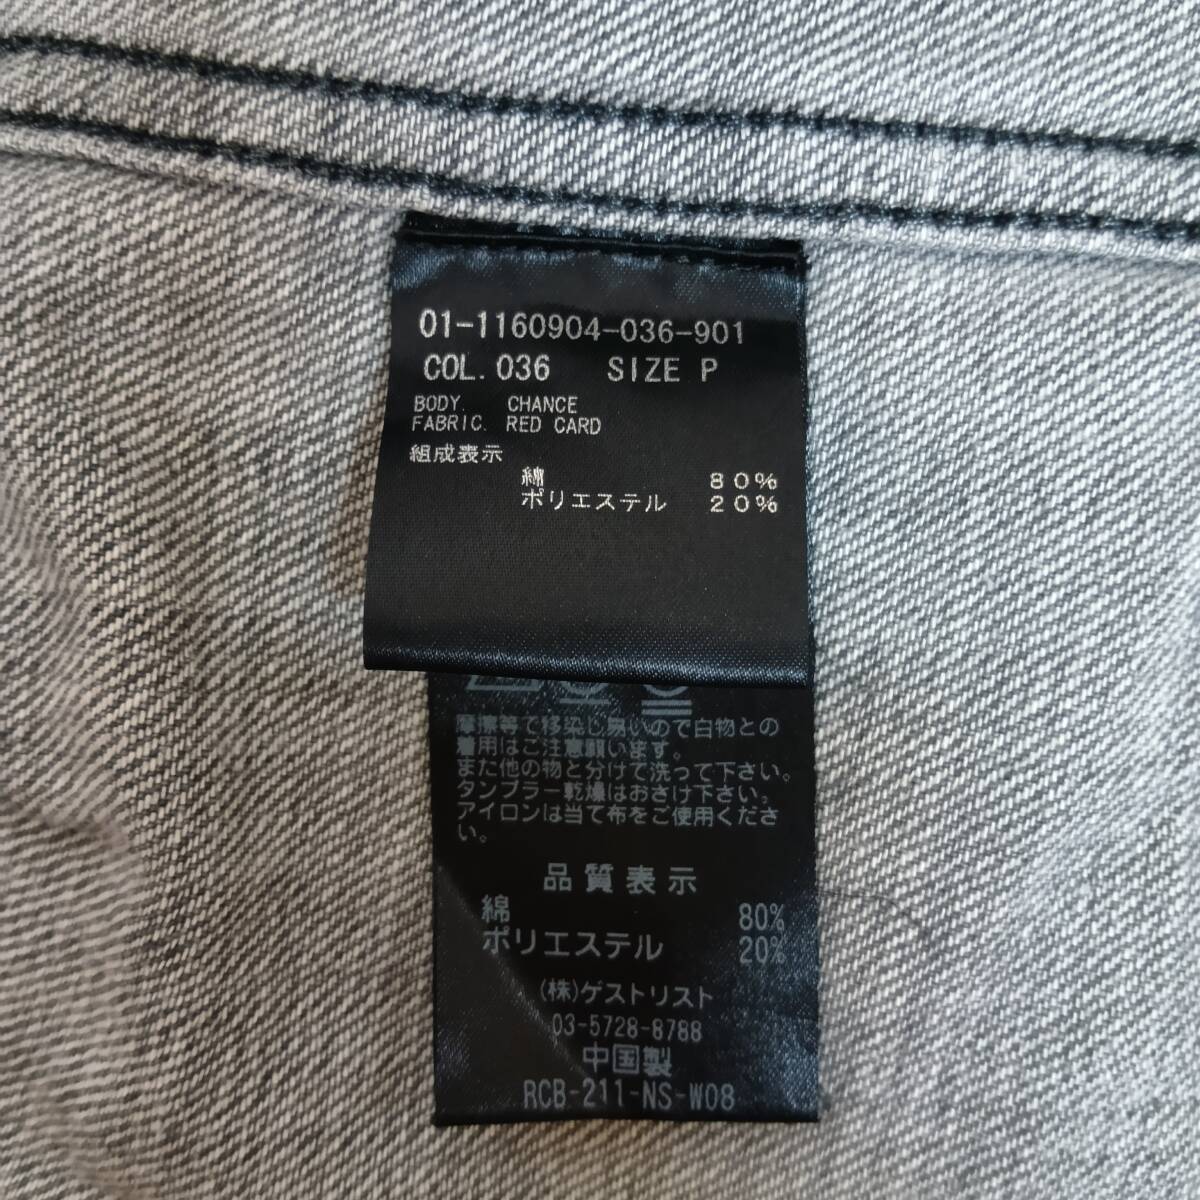 01-1160904-036-901
COL. 036 SIZE P
BODY. CHANCE
FABRIC. RED CARD
組成表示
綿 80%
ポリエステル 20%
摩擦等で移染し易いので白物との
着用はご注意願います。
また他の物と分けて洗って下さい。
タンブラー乾燥はおさけ下さい。
アイロンは当て布をご使用くださ
い。
品質表示
綿 80%
ポリエステル 20%
(株)ゲストリスト
03-5728-8788
中国製
RCB-211-NS-W08